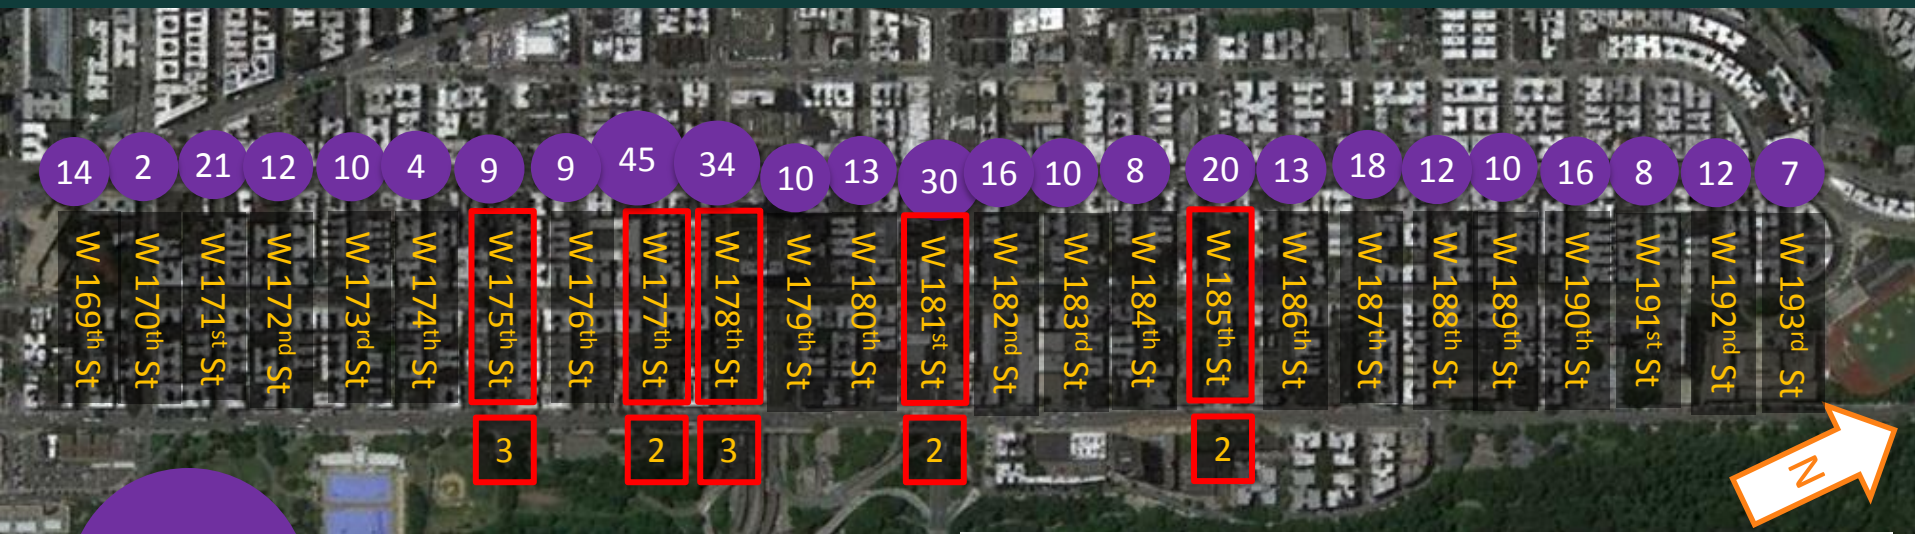 14 2 21 12 10 4 9 9 45 34 10 13 30 16 10 8 20 13 18 12 10 16 8 12 7
W 169th St
W 170th St
W 171st St
W 172nd St
W 173rd St
W 174th St
W 175th St
W 176th St
W 177th St
W 178th St
W 179th St
W 180th St
W 181st St
W 182nd St
W 183rd St
W 184th St
W 185th St
W 186th St
W 187th St
W 188th St
W 189th St
W 190th St
W 191st St
W 192nd St
W 193rd St
3 2 3 2 2
N